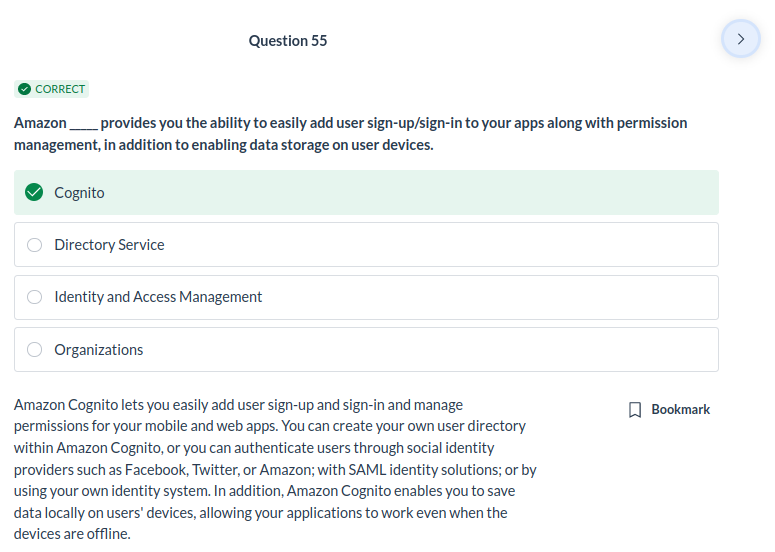 Question 55
CORRECT
Amazon _____ provides you the ability to easily add user sign-up/sign-in to your apps along with permission
management, in addition to enabling data storage on user devices.
Cognito
Directory Service
Identity and Access Management
Organizations
Amazon Cognito lets you easily add user sign-up and sign-in and manage
permissions for your mobile and web apps. You can create your own user directory
within Amazon Cognito, or you can authenticate users through social identity
providers such as Facebook, Twitter, or Amazon; with SAML identity solutions; or by
using your own identity system. In addition, Amazon Cognito enables you to save
data locally on users' devices, allowing your applications to work even when the
devices are offline.
Bookmark